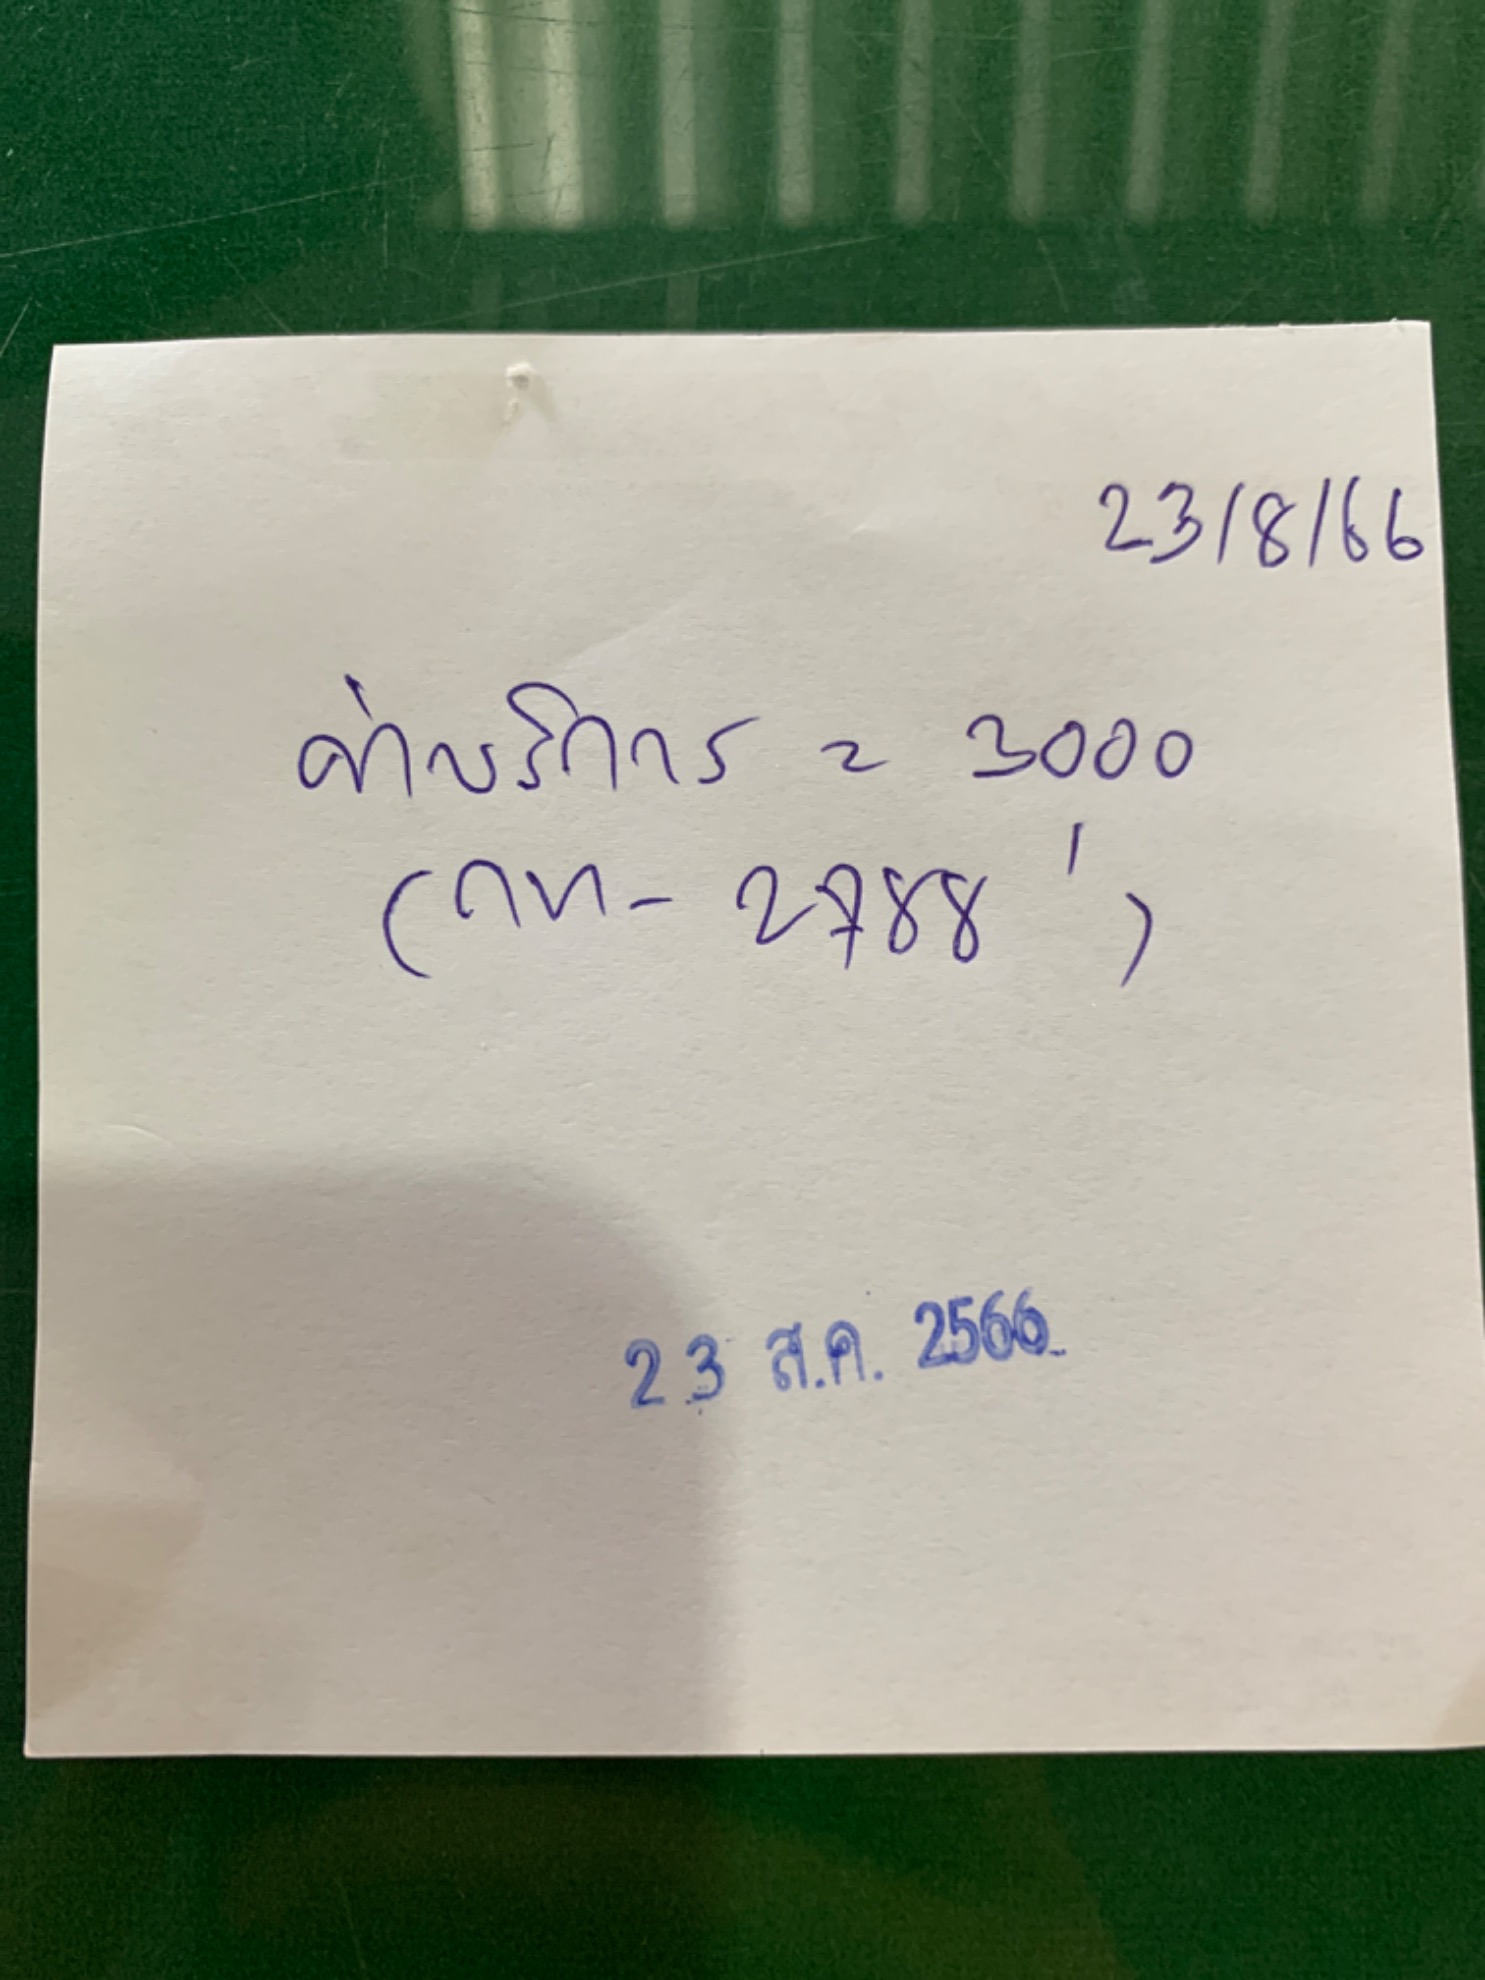 23/8/66
ค่าบริการ = 3000
(กท - 2788 )
23 ส.ค. 2566